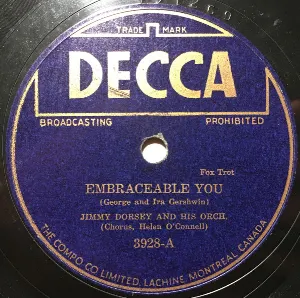 TRADE MARK
DECCA
BROADCASTING PROHIBITED
Fox Trot
EMBRACEABLE YOU
(George and Ira Gershwin)
JIMMY DORSEY AND HIS ORCH.
(Chorus, Helen O'Connell)
3928-A
THE COMPO CO LIMITED, LACHINE, MONTREAL CANADA